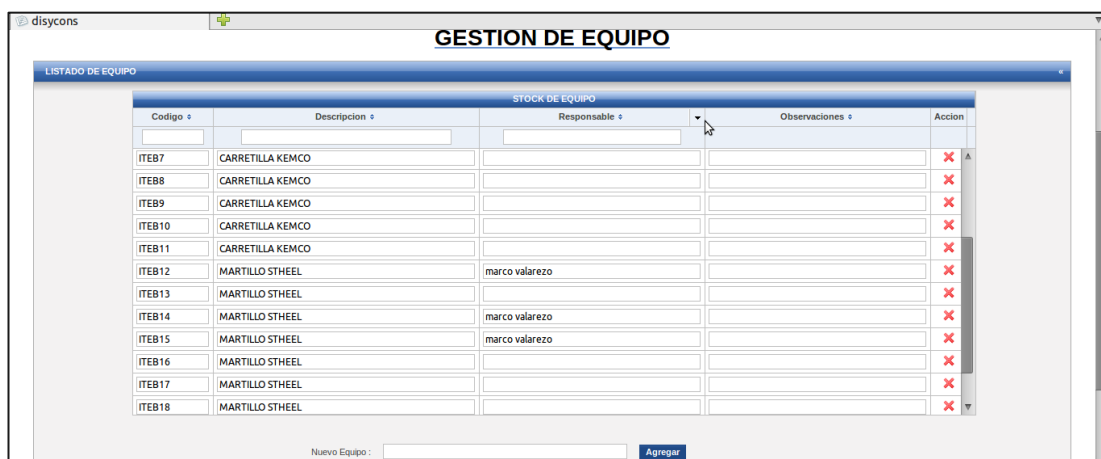 disycons
GESTION DE EQUIPO
LISTADO DE EQUIPO «
STOCK DE EQUIPO
Codigo Descripcion Responsable Observaciones Accion
ITEB7 CARRETILLA KEMCO
ITEB8 CARRETILLA KEMCO
ITEB9 CARRETILLA KEMCO
ITEB10 CARRETILLA KEMCO
ITEB11 CARRETILLA KEMCO
ITEB12 MARTILLO STHEEL marco valarezo
ITEB13 MARTILLO STHEEL
ITEB14 MARTILLO STHEEL marco valarezo
ITEB15 MARTILLO STHEEL marco valarezo
ITEB16 MARTILLO STHEEL
ITEB17 MARTILLO STHEEL
ITEB18 MARTILLO STHEEL
Nuevo Equipo : Agregar